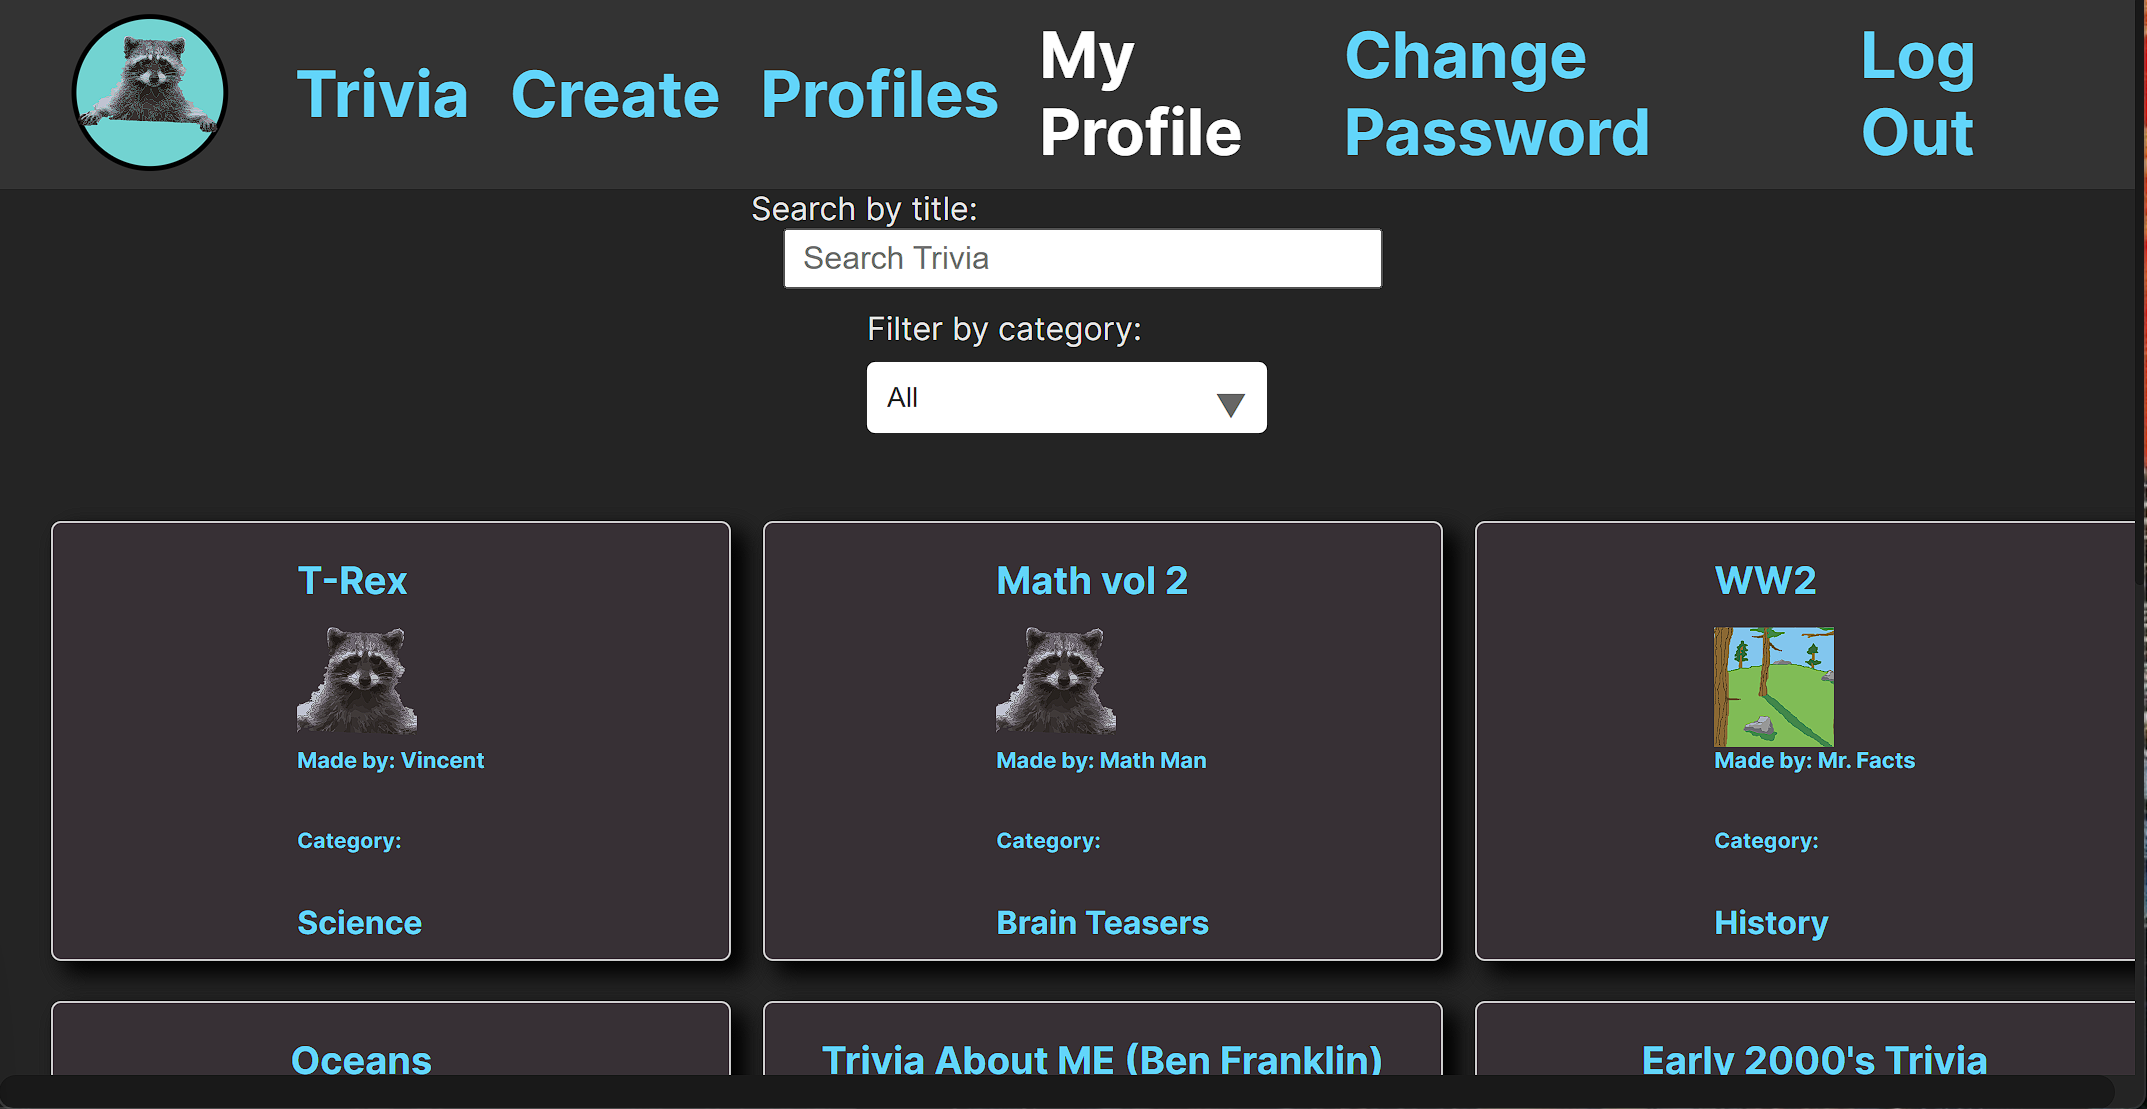 Trivia Create Profiles My Profile Change Password Log Out
Search by title:
Search Trivia
Filter by category:
All
T-Rex
Made by: Vincent
Category:
Science
Math vol 2
Made by: Math Man
Category:
Brain Teasers
WW2
Made by: Mr. Facts
Category:
History
Oceans
Trivia About ME (Ben Franklin)
Early 2000's Trivia